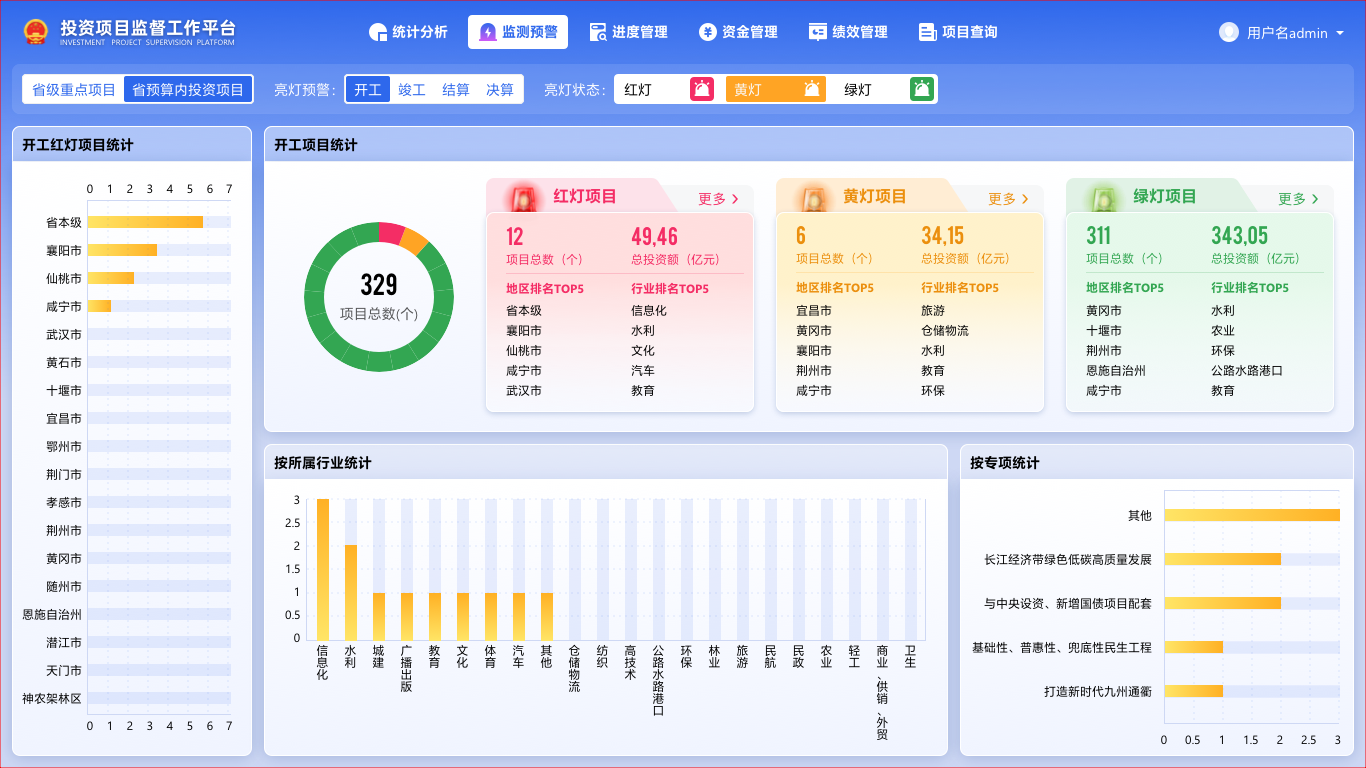 投资项目监督工作平台
INVESTMENT PROJECT SUPERVISION PLATFORM
统计分析
监测预警
进度管理
资金管理
绩效管理
项目查询
用户名admin
省级重点项目 省预算内投资项目
亮灯预警: 开工 竣工 结算 决算
亮灯状态: 红灯 黄灯 绿灯
开工红灯项目统计
0 1 2 3 4 5 6 7
省本级
襄阳市
仙桃市
咸宁市
武汉市
黄石市
十堰市
宜昌市
鄂州市
荆门市
孝感市
荆州市
黄冈市
随州市
恩施自治州
潜江市
天门市
神农架林区
0 1 2 3 4 5 6 7
开工项目统计
329
项目总数(个)
红灯项目
更多
12 49,46
项目总数（个） 总投资额（亿元）
地区排名TOP5 行业排名TOP5
省本级 信息化
襄阳市 水利
仙桃市 文化
咸宁市 汽车
武汉市 教育
黄灯项目
更多
6 34,15
项目总数（个） 总投资额（亿元）
地区排名TOP5 行业排名TOP5
宜昌市 旅游
黄冈市 仓储物流
襄阳市 水利
荆州市 教育
咸宁市 环保
绿灯项目
更多
311 343,05
项目总数（个） 总投资额（亿元）
地区排名TOP5 行业排名TOP5
黄冈市 水利
十堰市 农业
荆州市 环保
恩施自治州 公路水路港口
咸宁市 教育
按所属行业统计
3
2.5
2
1.5
1
0.5
0
信息化
水利
城建
广播出版
教育
文化
体育
汽车
其他
仓储物流
纺织
高技术
公路水路港口
环保
林业
旅游
民航
民政
农业
轻工
商业、供销、外贸
卫生
按专项统计
其他
长江经济带绿色低碳高质量发展
与中央设资、新增国债项目配套
基础性、普惠性、兜底性民生工程
打造新时代九州通衢
0 0.5 1 1.5 2 2.5 3